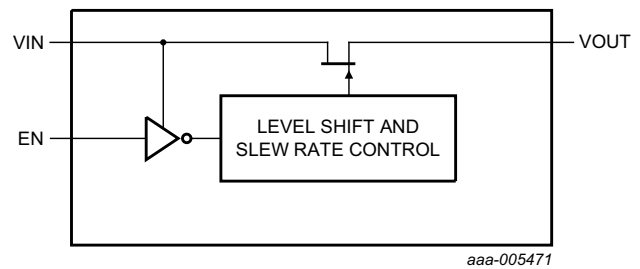 VIN
VOUT
EN
LEVEL SHIFT AND
SLEW RATE CONTROL
aaa-005471